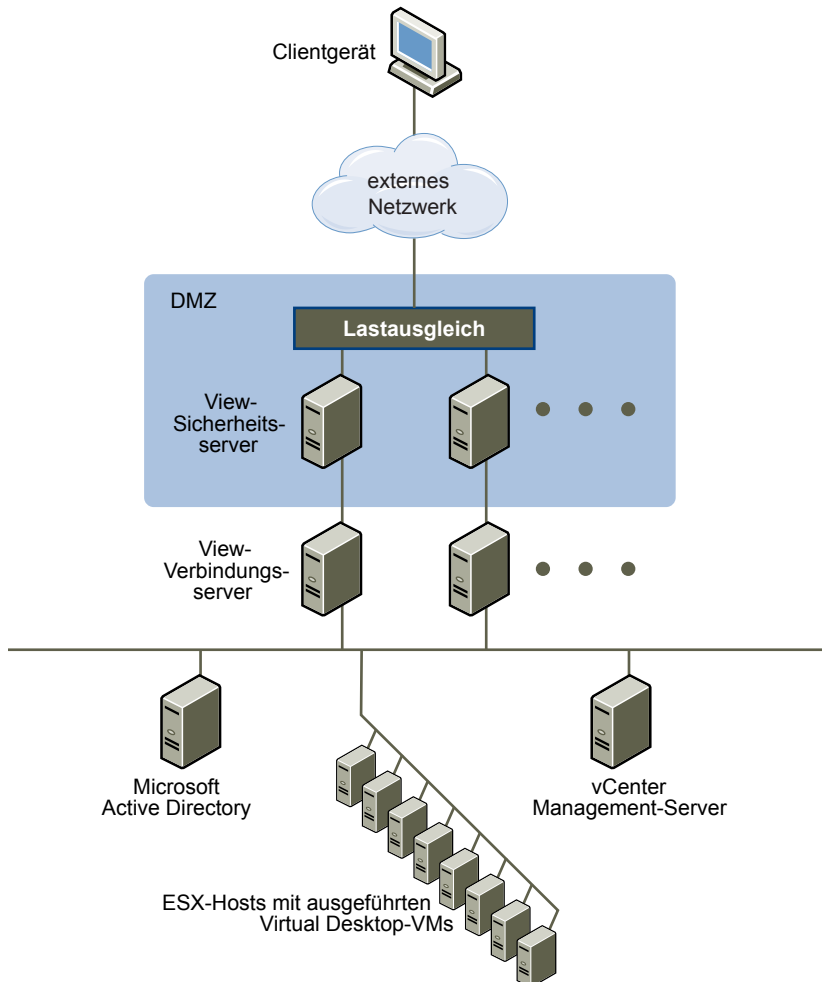 Clientgerät
externes
Netzwerk
DMZ
Lastausgleich
View-
Sicherheits-
server
View-
Verbindungs-
server
Microsoft
Active Directory
vCenter
Management-Server
ESX-Hosts mit ausgeführten
Virtual Desktop-VMs